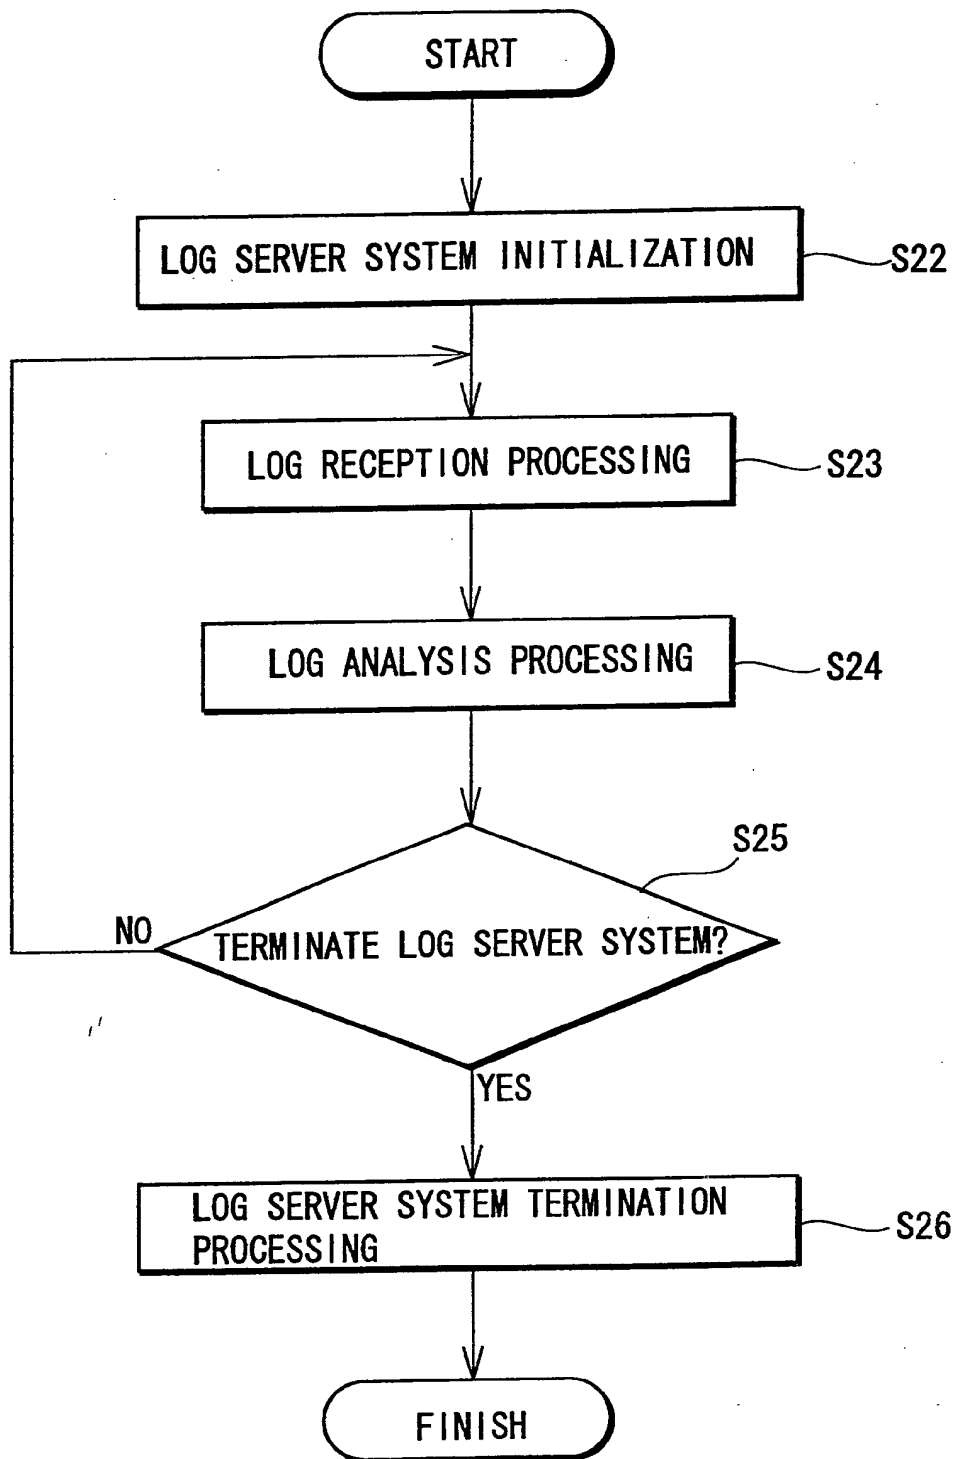 START
LOG SERVER SYSTEM INITIALIZATION
S22
LOG RECEPTION PROCESSING
S23
LOG ANALYSIS PROCESSING
S24
S25
NO
TERMINATE LOG SERVER SYSTEM?
YES
LOG SERVER SYSTEM TERMINATION
PROCESSING
S26
FINISH